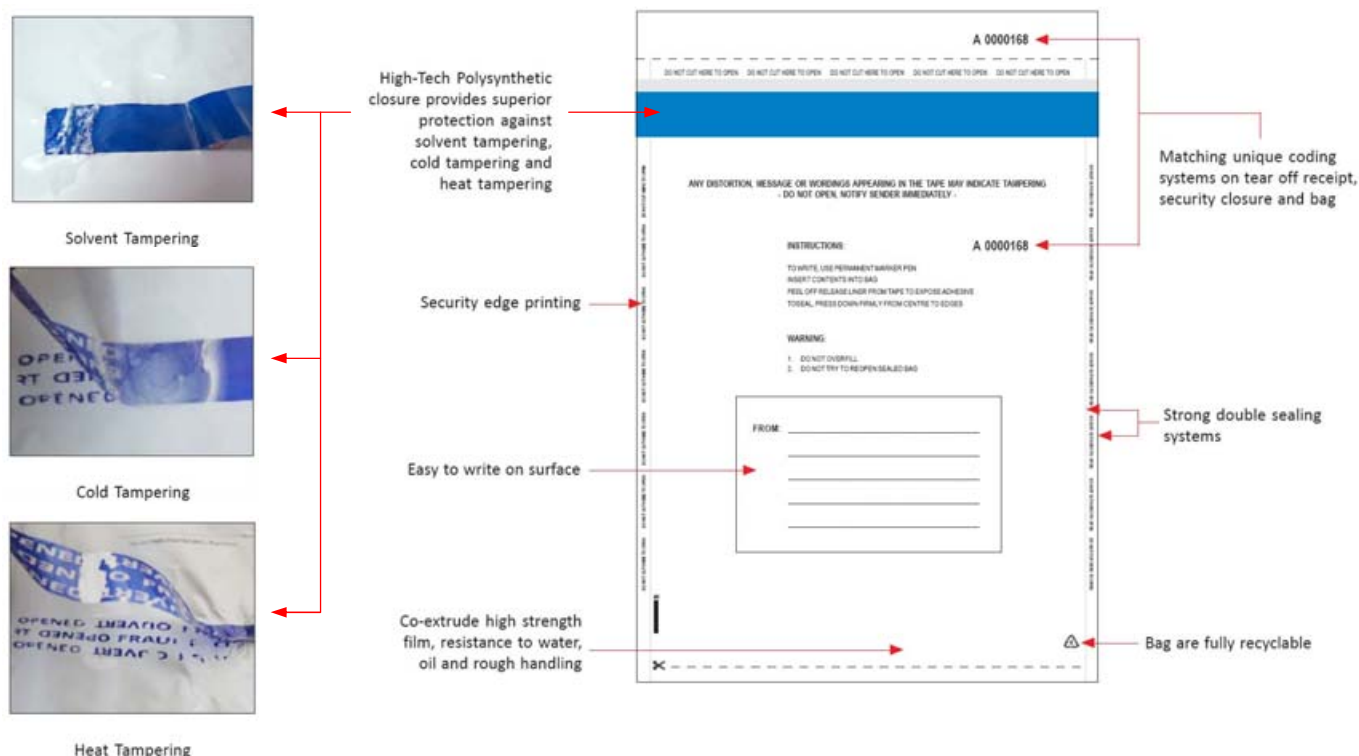 Solvent Tampering
OPENED
OPENED
Cold Tampering
OPENED
OPENED
Heat Tampering
High-Tech Polysynthetic
closure provides superior
protection against
solvent tampering,
cold tampering and
heat tampering
Security edge printing
Easy to write on surface
Co-extrude high strength
film, resistance to water,
oil and rough handling
A 0000168
DO NOT CUT HERE TO OPEN DO NOT CUT HERE TO OPEN DO NOT CUT HERE TO OPEN DO NOT CUT HERE TO OPEN DO NOT CUT HERE TO OPEN
ANY DISTORTION, MESSAGE OR WORDINGS APPEARING IN THE TAPE MAY INDICATE TAMPERING
- DO NOT OPEN, NOTIFY SENDER IMMEDIATELY -
INSTRUCTIONS:
A 0000168
TO WRITE, USE PERMANENT MARKER PEN
INSERT CONTENTS INTO BAG
PEEL OFF RELEASE LINER FROM TAPE TO EXPOSE ADHESIVE
TO SEAL, PRESS DOWN FIRMLY FROM CENTRE TO EDGES
WARNING:
1. DO NOT OVERFILL
2. DO NOT TRY TO REOPEN SEALED BAG
FROM:
Matching unique coding
systems on tear off receipt,
security closure and bag
Strong double sealing
systems
Bag are fully recyclable